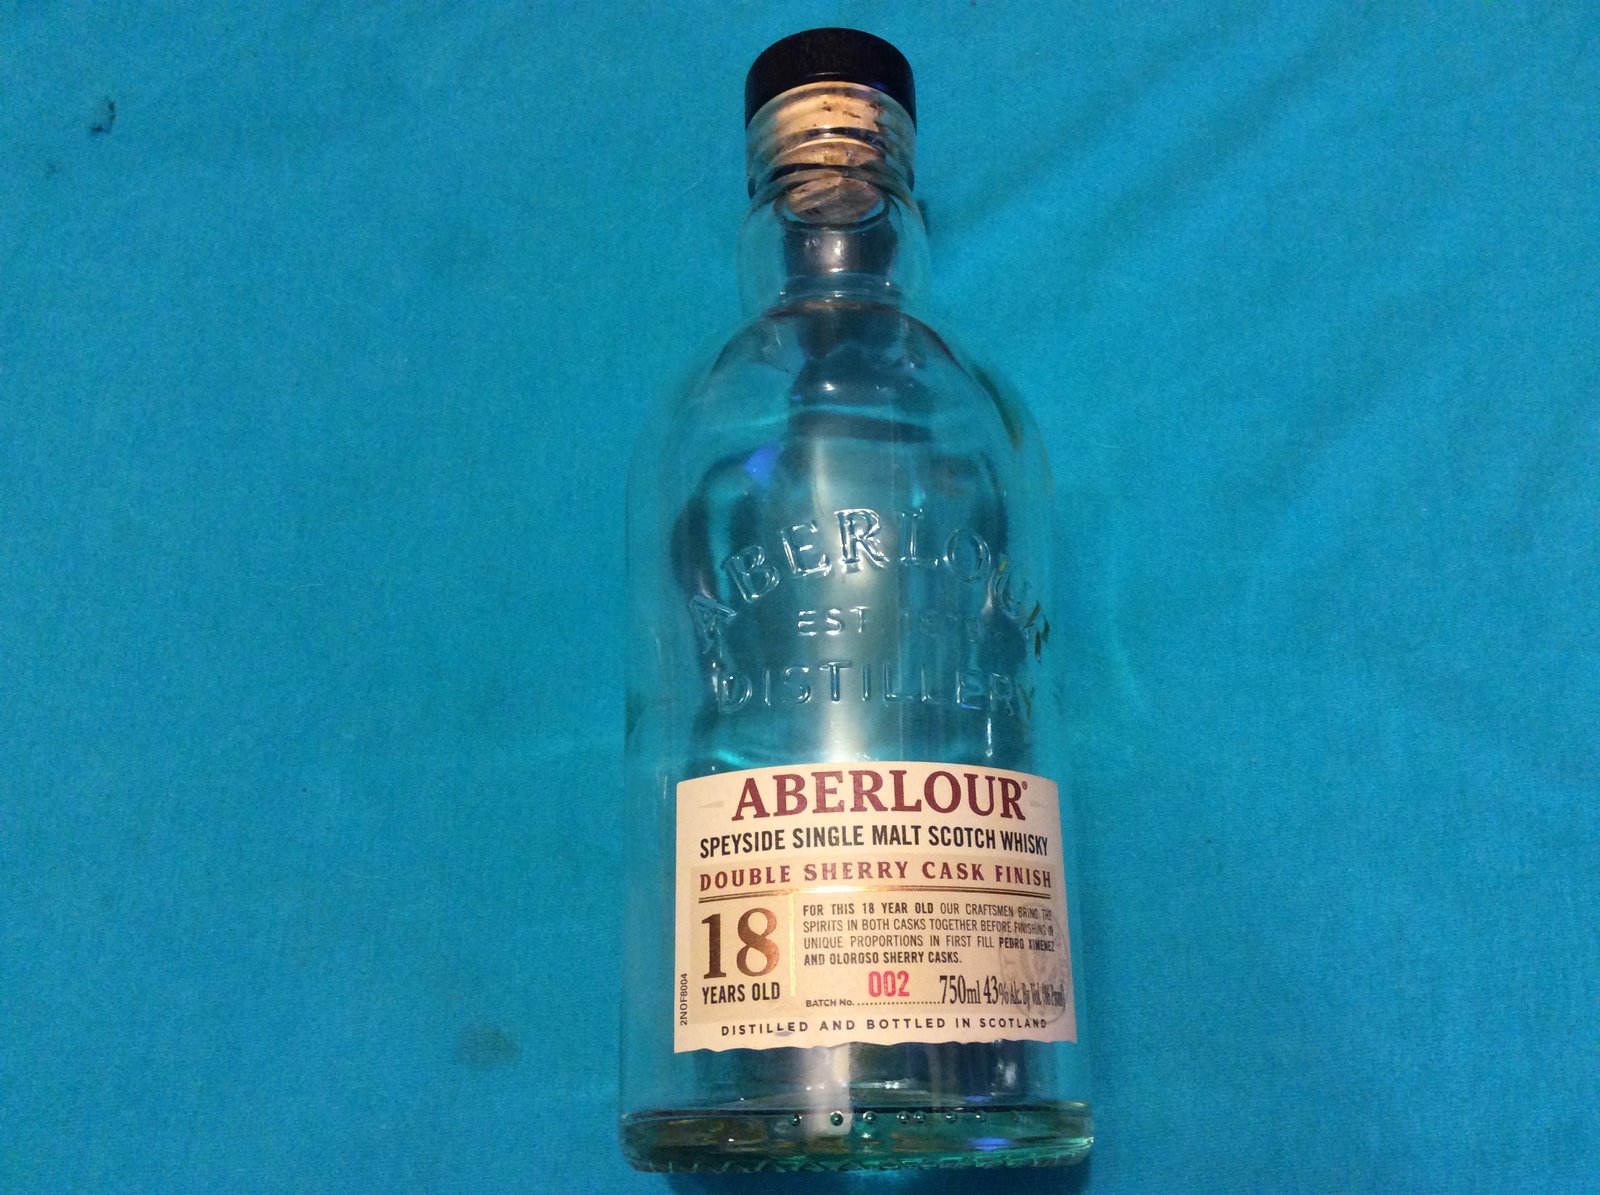 ABERLOUR
EST 1879
DISTILLERY
ABERLOUR®
SPEYSIDE SINGLE MALT SCOTCH WHISKY
DOUBLE SHERRY CASK FINISH
18
YEARS OLD
FOR THIS 18 YEAR OLD OUR CRAFTSMEN BRING THE
SPIRITS IN BOTH CASKS TOGETHER BEFORE FINISHING IN
UNIQUE PROPORTIONS IN FIRST FILL PEDRO XIMENEZ
AND OLOROSO SHERRY CASKS.
BATCH No. 002 750ml 43% Alc. By Vol. (86 Proof)
DISTILLED AND BOTTLED IN SCOTLAND
2NOF8004